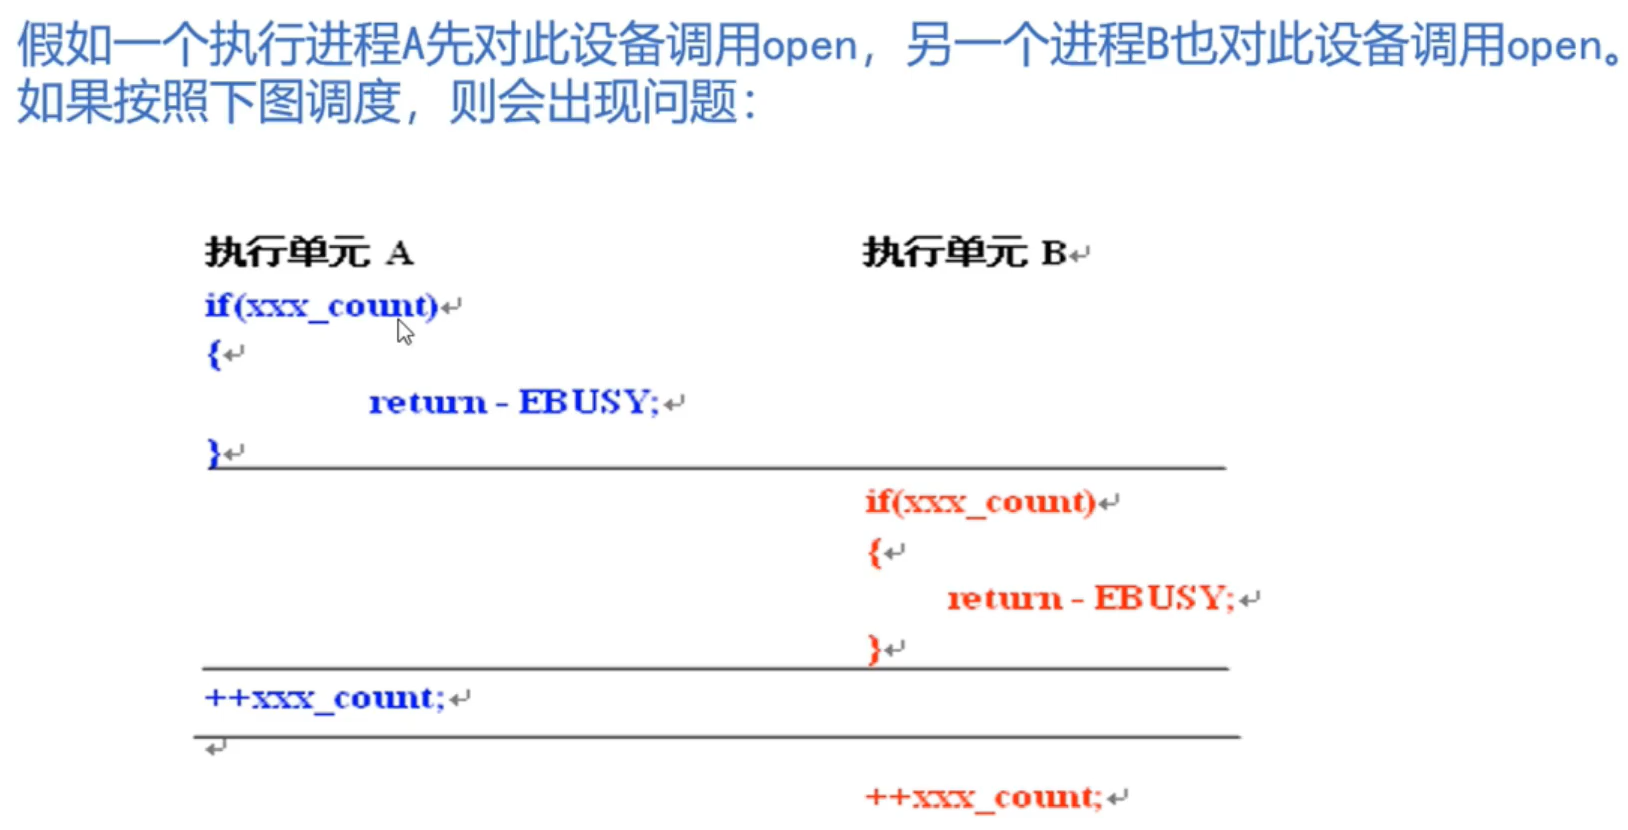 假如一个执行进程A先对此设备调用open，另一个进程B也对此设备调用open。
如果按照下图调度，则会出现问题：
执行单元 A 执行单元 B↵
if(xxx_count)↵
{↵
return - EBUSY;↵
}↵
if(xxx_count)↵
{↵
return - EBUSY;↵
}↵
++xxx_count;↵
↵
++xxx_count;↵